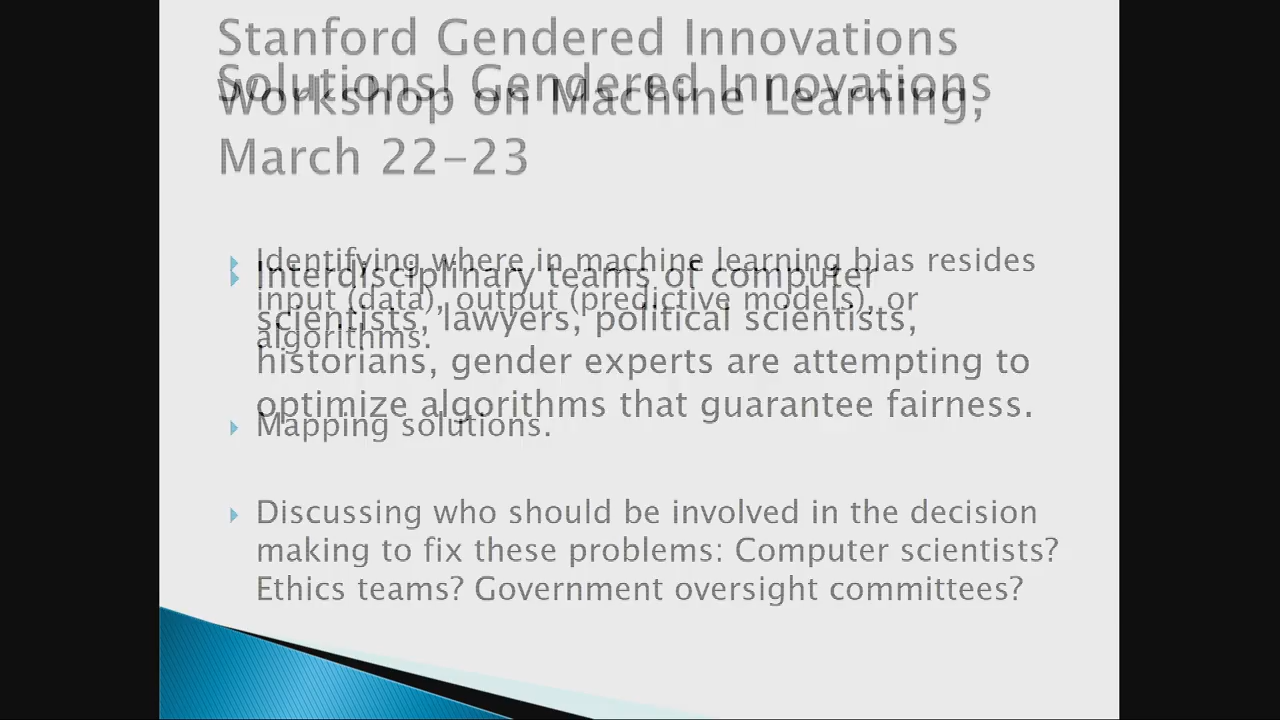 Stanford Gendered Innovations
Solutions! Gendered Innovations
Workshop on Machine Learning,
March 22-23
Identifying where in machine learning bias resides
Interdisciplinary teams of computer
input (data), output (predictive models), or
scientists, lawyers, political scientists,
algorithms.
historians, gender experts are attempting to
optimize algorithms that guarantee fairness.
Mapping solutions.
Discussing who should be involved in the decision
making to fix these problems: Computer scientists?
Ethics teams? Government oversight committees?